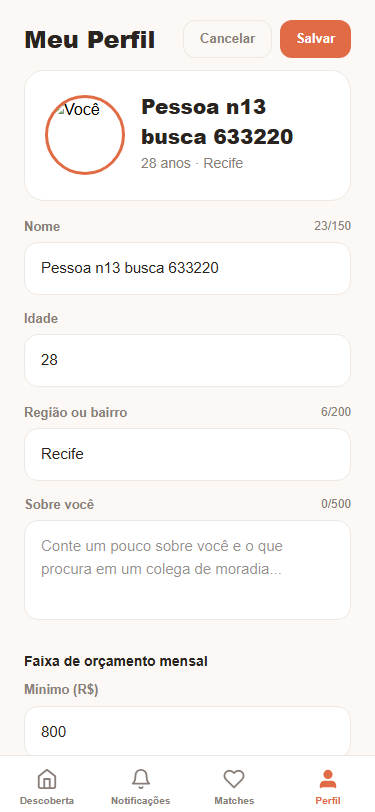 Meu Perfil
Cancelar
Salvar
Você
Pessoa n13
busca 633220
28 anos · Recife
Nome
23/150
Pessoa n13 busca 633220
Idade
28
Região ou bairro
6/200
Recife
Sobre você
0/500
Conte um pouco sobre você e o que
procura em um colega de moradia...
Faixa de orçamento mensal
Mínimo (R$)
800
Descoberta
Notificações
Matches
Perfil